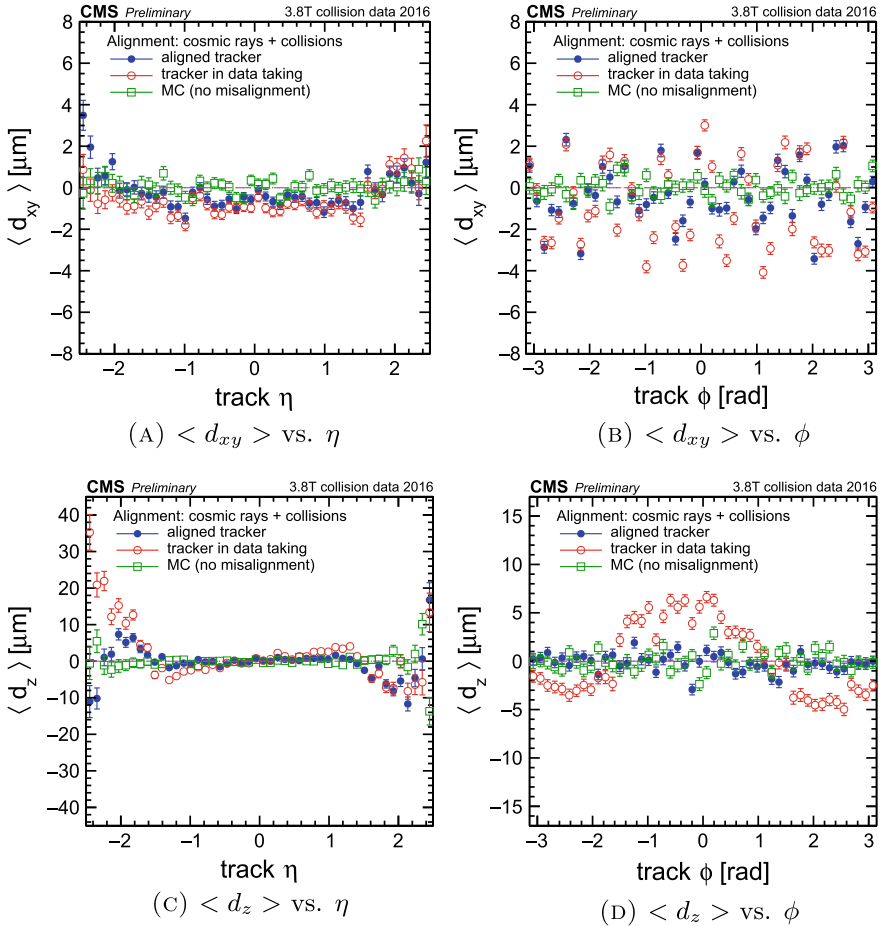 CMS Preliminary 3.8T collision data 2016
Alignment: cosmic rays + collisions
aligned tracker
tracker in data taking
MC (no misalignment)
⟨ d_xy ⟩ [μm]
8
6
4
2
0
−2
−4
−6
−8
−2 −1 0 1 2
track η
(A) < d_xy > vs. η
CMS Preliminary 3.8T collision data 2016
Alignment: cosmic rays + collisions
aligned tracker
tracker in data taking
MC (no misalignment)
⟨ d_xy ⟩ [μm]
8
6
4
2
0
−2
−4
−6
−8
−3 −2 −1 0 1 2 3
track ϕ [rad]
(B) < d_xy > vs. ϕ
CMS Preliminary 3.8T collision data 2016
Alignment: cosmic rays + collisions
aligned tracker
tracker in data taking
MC (no misalignment)
⟨ d_z ⟩ [μm]
40
30
20
10
0
−10
−20
−30
−40
−2 −1 0 1 2
track η
(C) < d_z > vs. η
CMS Preliminary 3.8T collision data 2016
Alignment: cosmic rays + collisions
aligned tracker
tracker in data taking
MC (no misalignment)
⟨ d_z ⟩ [μm]
15
10
5
0
−5
−10
−15
−3 −2 −1 0 1 2 3
track ϕ [rad]
(D) < d_z > vs. ϕ